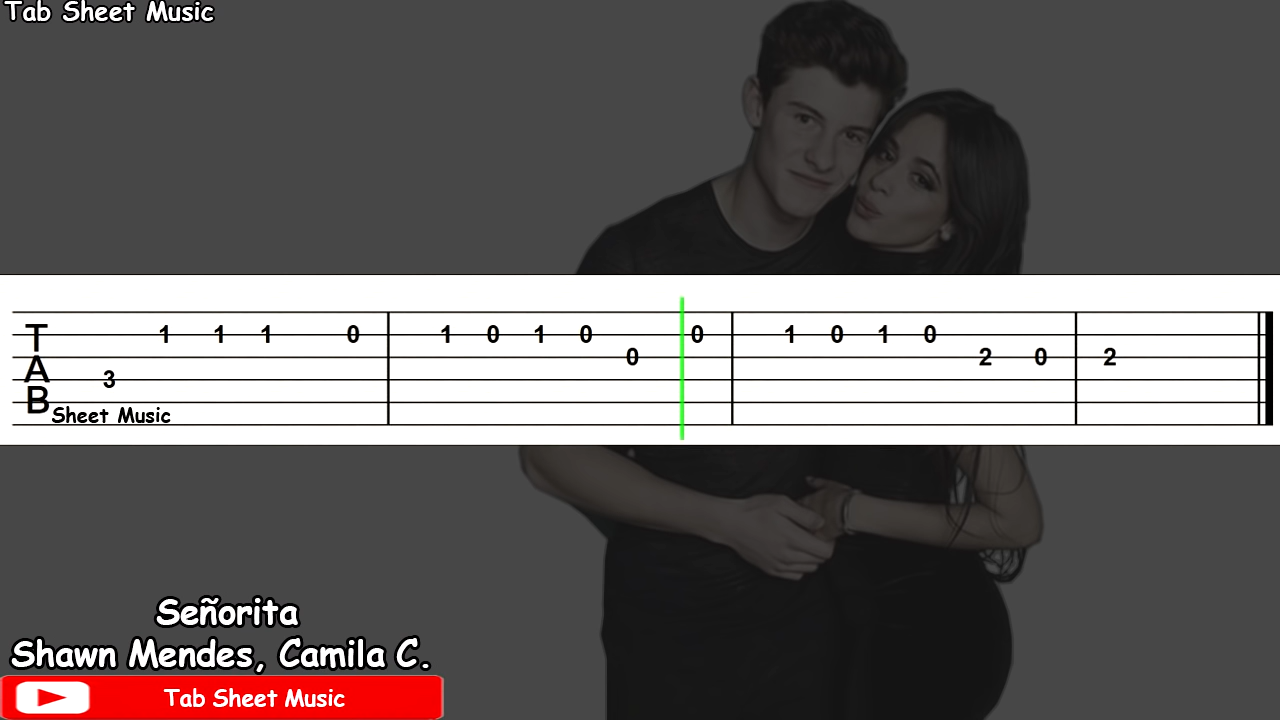 Tab Sheet Music
T 1 1 1 0 1 0 1 0 0 1 0 1 0
A 0 2 0 2
3
B Sheet Music
Señorita
Shawn Mendes, Camila C.
Tab Sheet Music